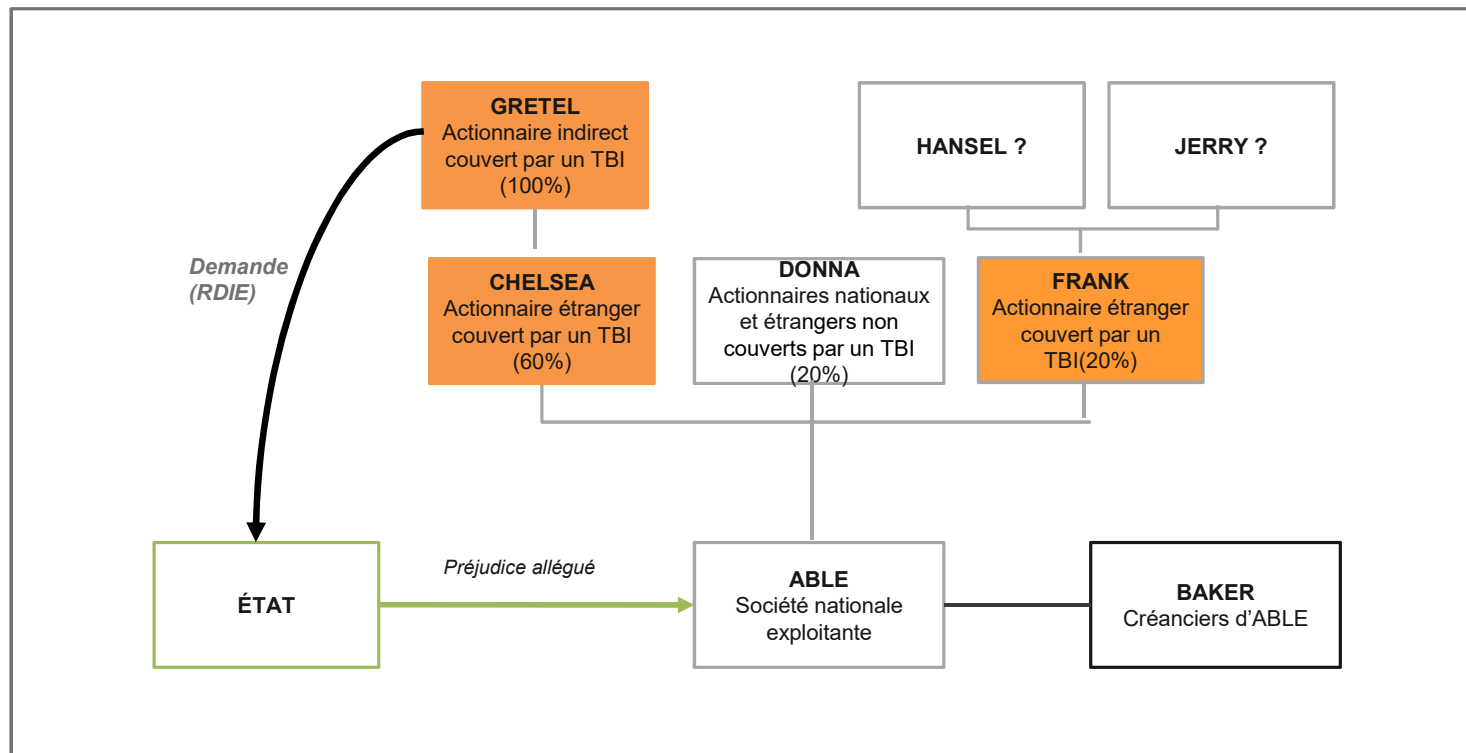 GRETEL
Actionnaire indirect
couvert par un TBI
(100%)
HANSEL ?
JERRY ?
Demande
(RDIE)
CHELSEA
Actionnaire étranger
couvert par un TBI
(60%)
DONNA
Actionnaires nationaux
et étrangers non
couverts par un TBI
(20%)
FRANK
Actionnaire étranger
couvert par un
TBI(20%)
ÉTAT
Préjudice allégué
ABLE
Société nationale
exploitante
BAKER
Créanciers d’ABLE